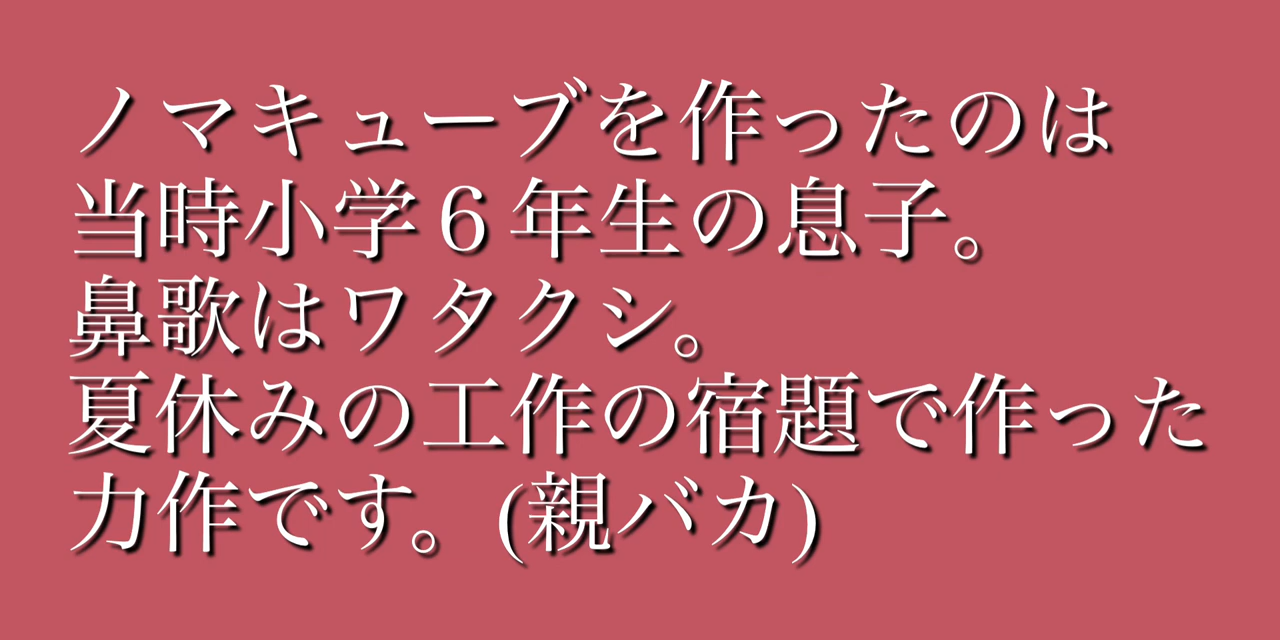 ノマキューブを作ったのは
当時小学６年生の息子。
鼻歌はワタクシ。
夏休みの工作の宿題で作った
力作です。(親バカ)